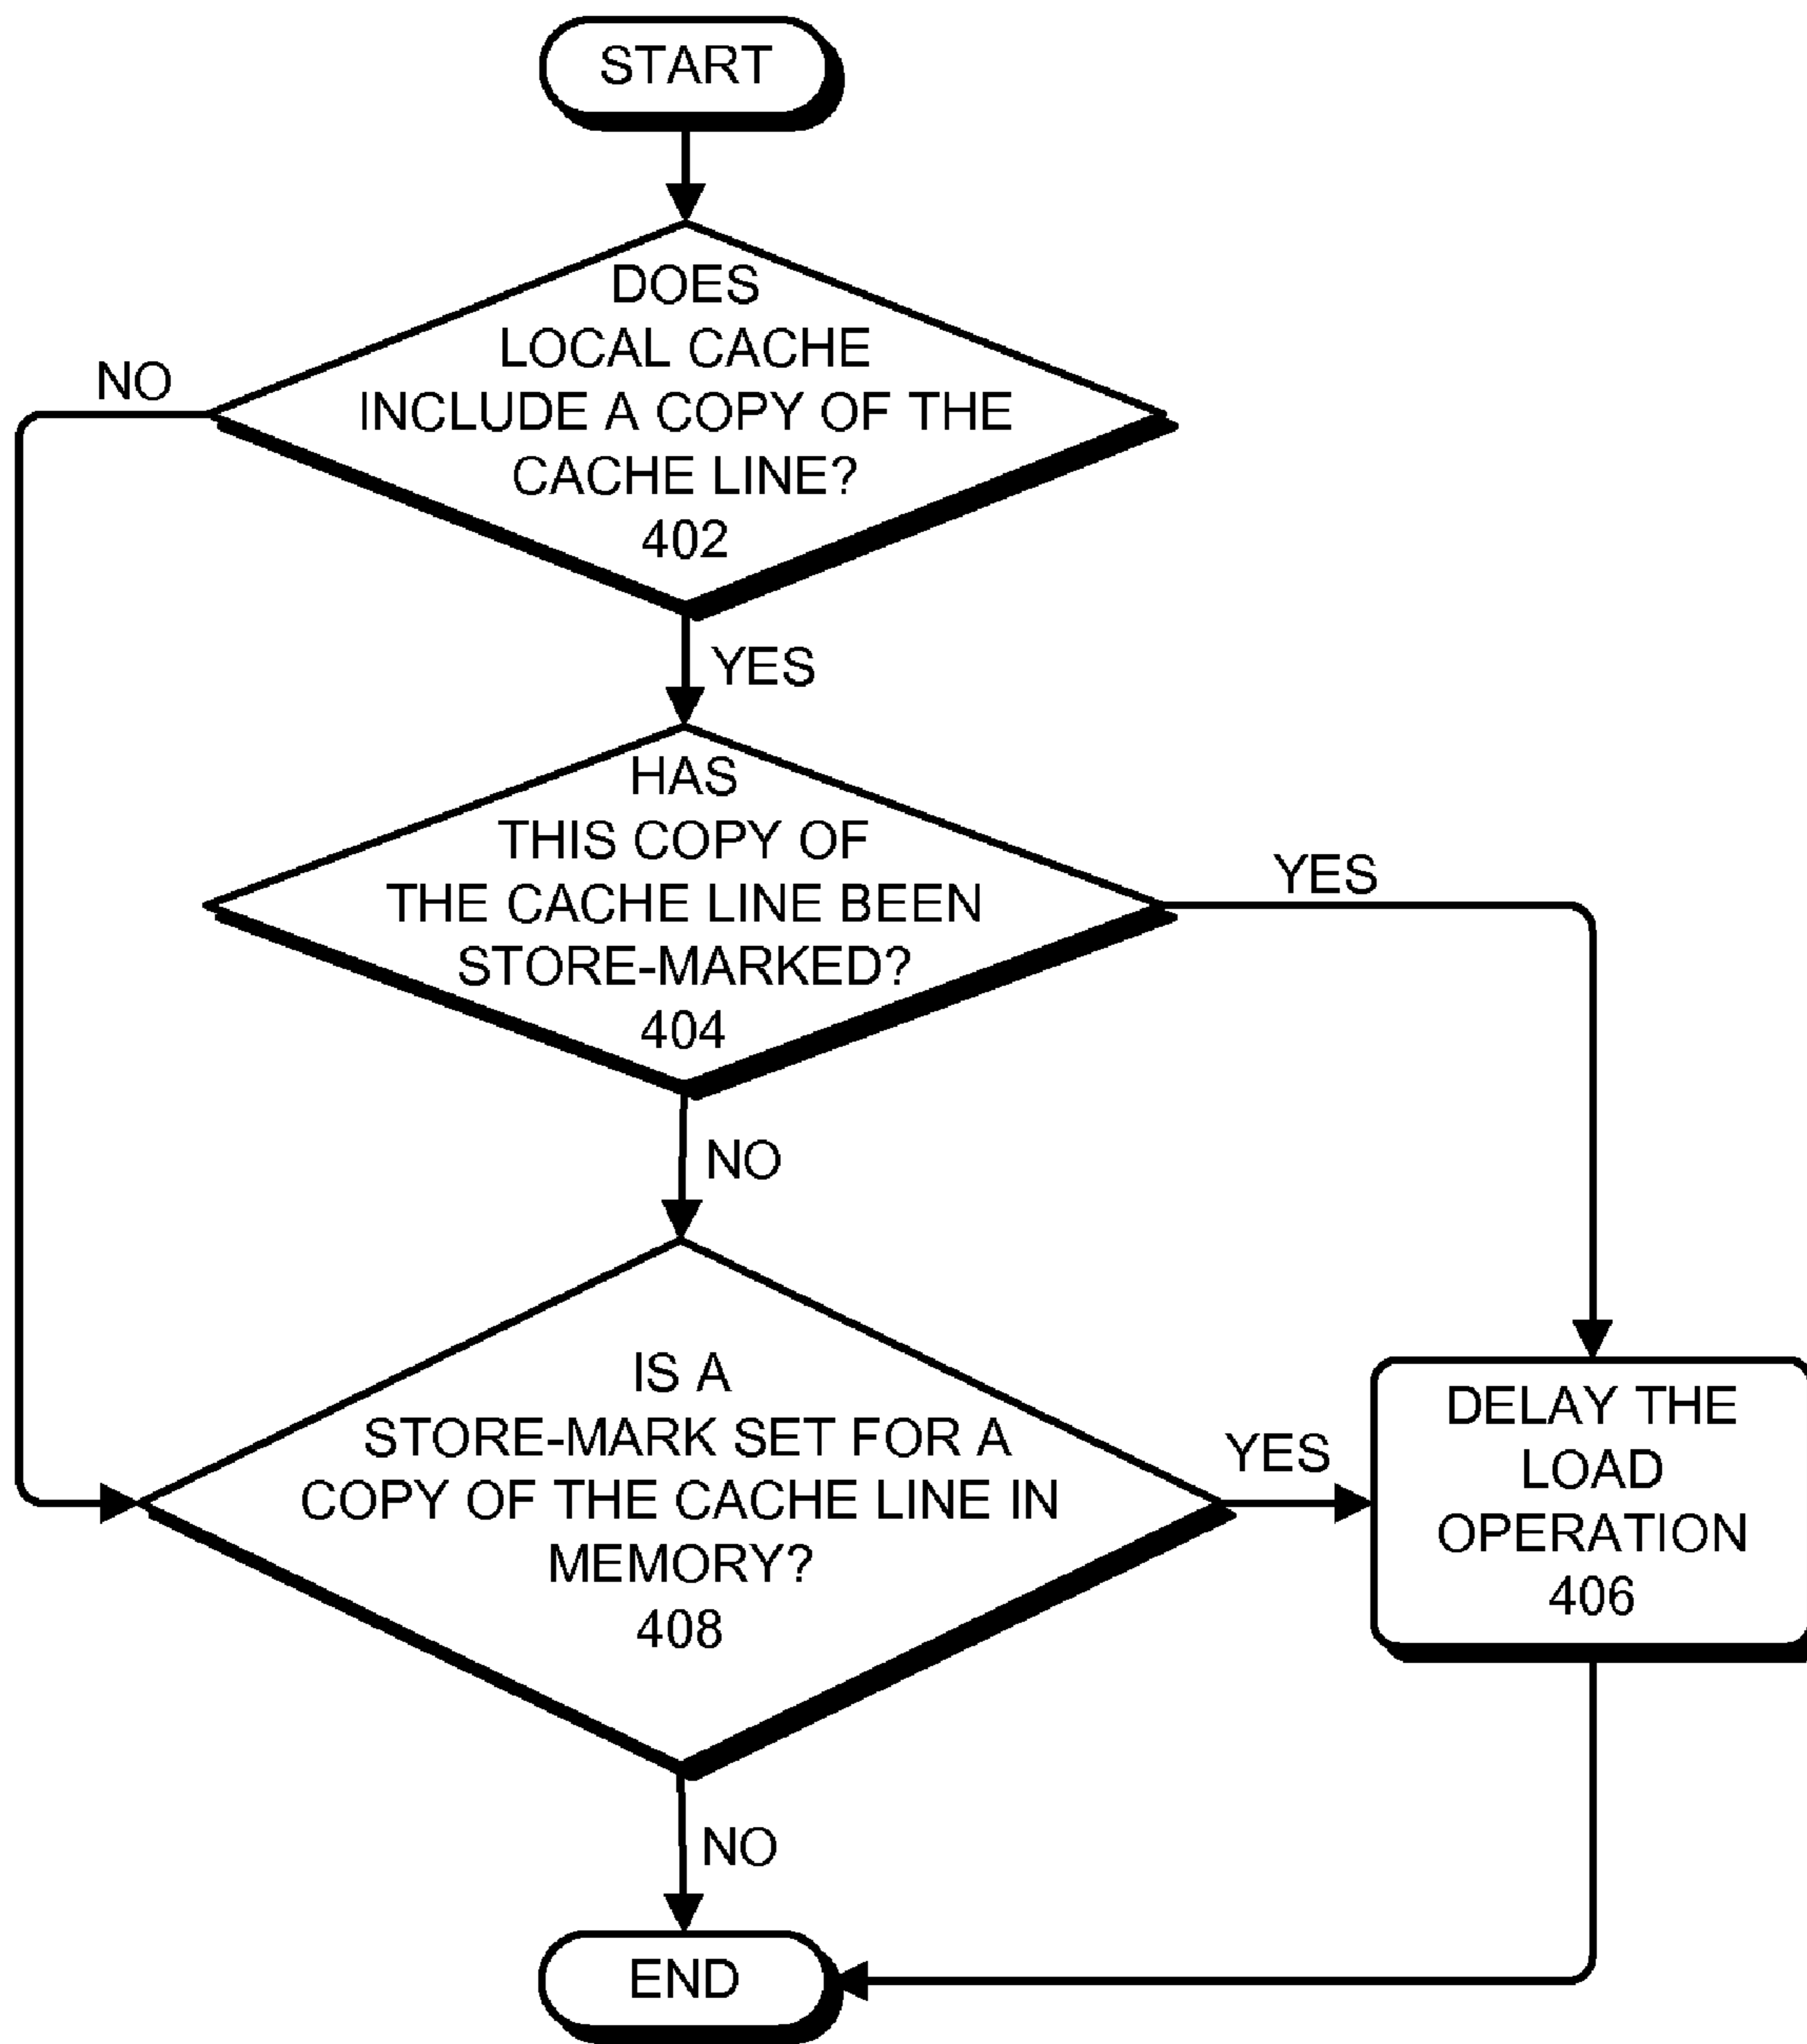 START
DOES
LOCAL CACHE
INCLUDE A COPY OF THE
CACHE LINE?
402
NO
YES
HAS
THIS COPY OF
THE CACHE LINE BEEN
STORE-MARKED?
404
YES
NO
IS A
STORE-MARK SET FOR A
COPY OF THE CACHE LINE IN
MEMORY?
408
YES
DELAY THE
LOAD
OPERATION
406
NO
END